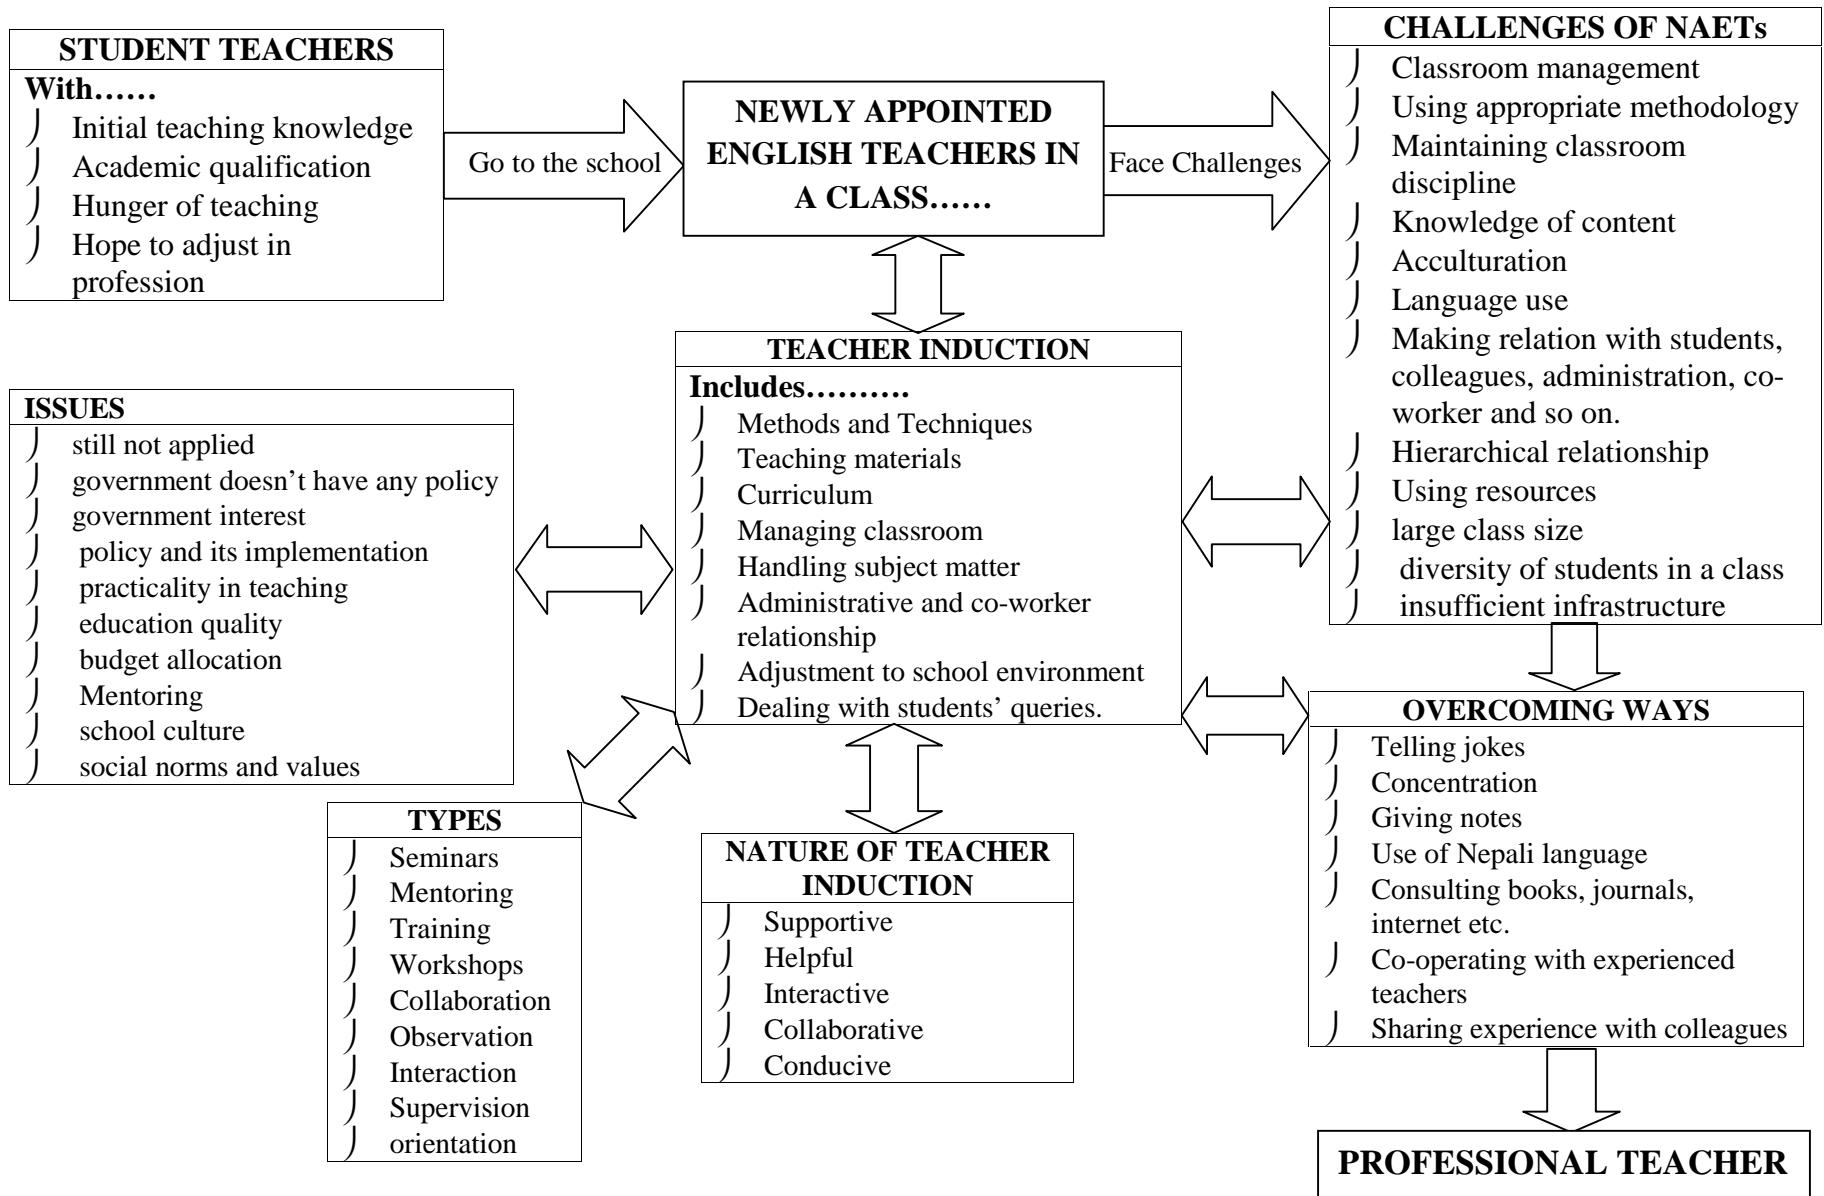 STUDENT TEACHERS
With……
Initial teaching knowledge
Academic qualification
Hunger of teaching
Hope to adjust in
profession
Go to the school
NEWLY APPOINTED
ENGLISH TEACHERS IN
A CLASS……
Face Challenges
CHALLENGES OF NAETs
Classroom management
Using appropriate methodology
Maintaining classroom
discipline
Knowledge of content
Acculturation
Language use
Making relation with students,
colleagues, administration, co-
worker and so on.
Hierarchical relationship
Using resources
large class size
diversity of students in a class
insufficient infrastructure
TEACHER INDUCTION
Includes……….
Methods and Techniques
Teaching materials
Curriculum
Managing classroom
Handling subject matter
Administrative and co-worker
relationship
Adjustment to school environment
Dealing with students’ queries.
ISSUES
still not applied
government doesn’t have any policy
government interest
policy and its implementation
practicality in teaching
education quality
budget allocation
Mentoring
school culture
social norms and values
TYPES
Seminars
Mentoring
Training
Workshops
Collaboration
Observation
Interaction
Supervision
orientation
NATURE OF TEACHER
INDUCTION
Supportive
Helpful
Interactive
Collaborative
Conducive
OVERCOMING WAYS
Telling jokes
Concentration
Giving notes
Use of Nepali language
Consulting books, journals,
internet etc.
Co-operating with experienced
teachers
Sharing experience with colleagues
PROFESSIONAL TEACHER